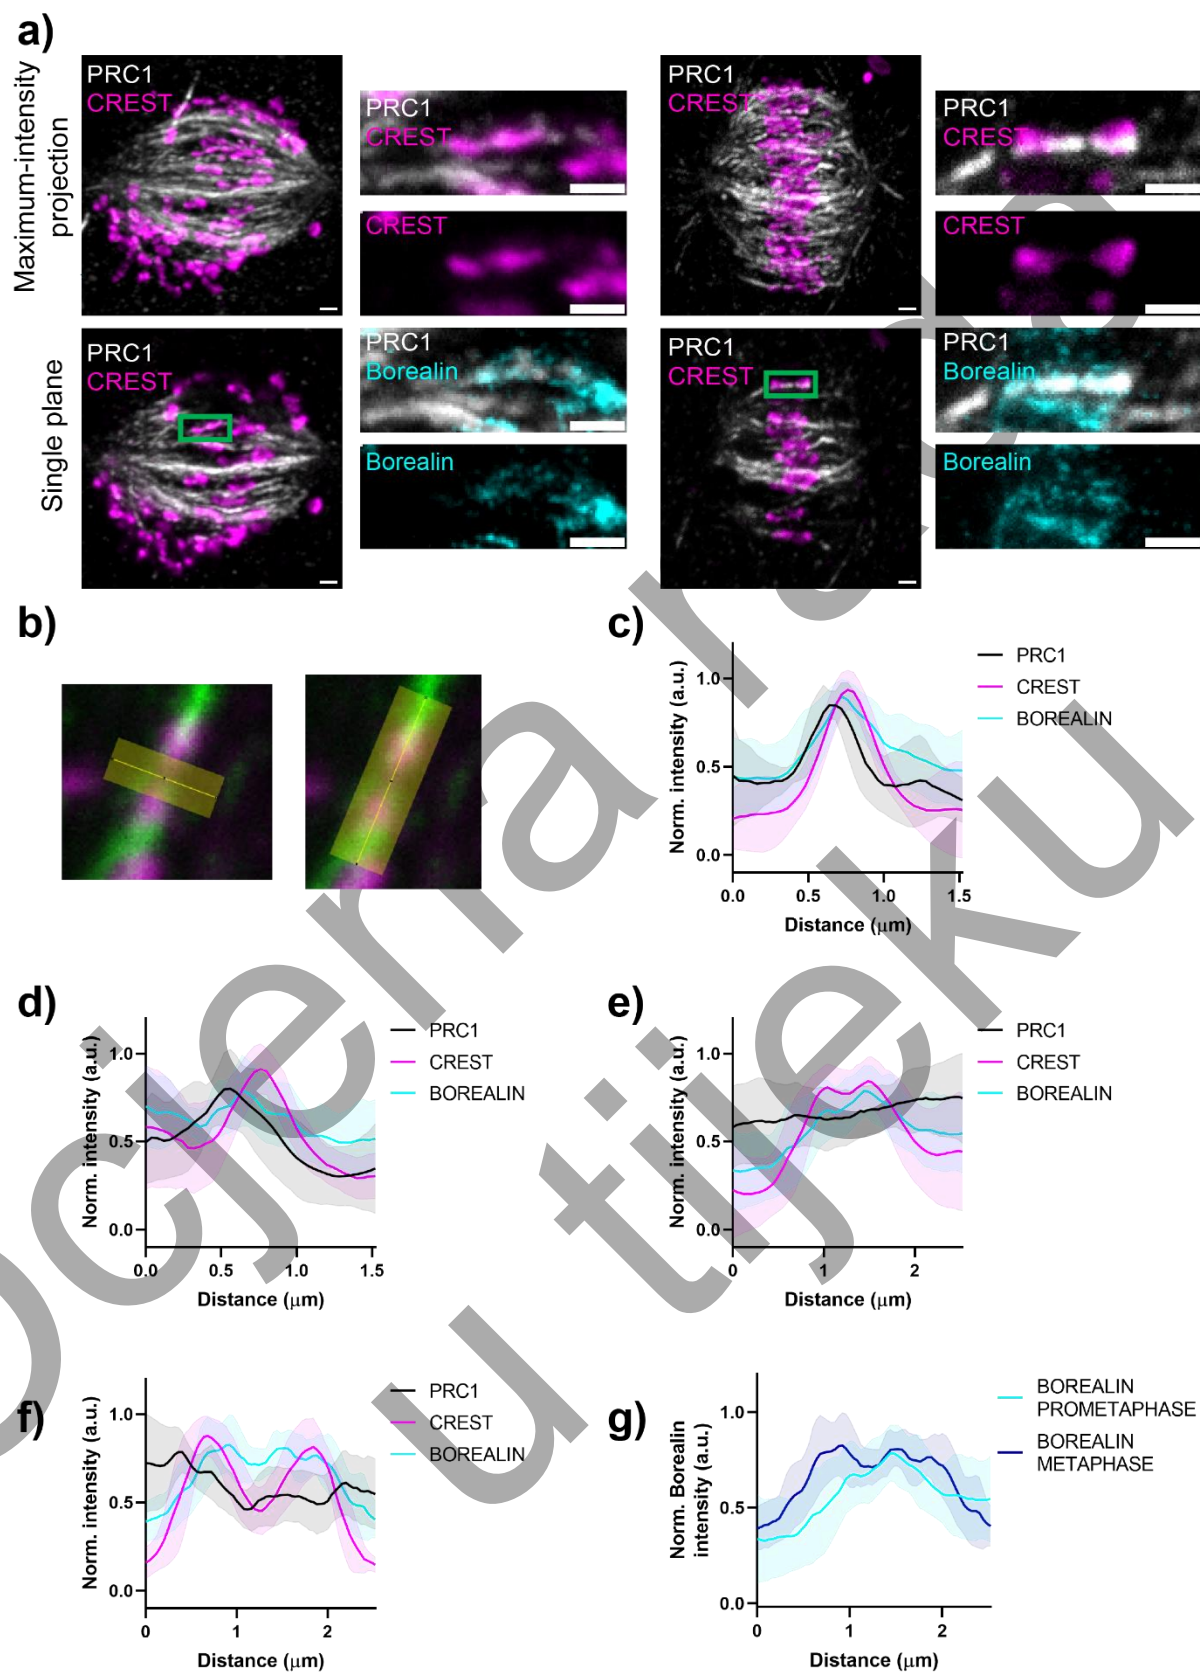 a)
Maximum-intensity
projection
PRC1
CREST
PRC1
CREST
CREST
PRC1
CREST
PRC1
CREST
CREST
Single plane
PRC1
CREST
PRC1
Borealin
Borealin
PRC1
CREST
PRC1
Borealin
Borealin
b)
c)
Norm. intensity (a.u.)
1.0
0.5
0.0
0.0 0.5 1.0 1.5
Distance (μm)
PRC1
CREST
BOREALIN
d)
Norm. intensity (a.u.)
1.0
0.5
0.0
0.0 0.5 1.0 1.5
Distance (μm)
PRC1
CREST
BOREALIN
e)
Norm. intensity (a.u.)
1.0
0.5
0.0
0 1 2
Distance (μm)
PRC1
CREST
BOREALIN
f)
Norm. intensity (a.u.)
1.0
0.5
0.0
0 1 2
Distance (μm)
PRC1
CREST
BOREALIN
g)
Norm. Borealin
intensity (a.u.)
1.0
0.5
0.0
0 1 2
Distance (μm)
BOREALIN
PROMETAPHASE
BOREALIN
METAPHASE
Ocjena rada
u tijeku